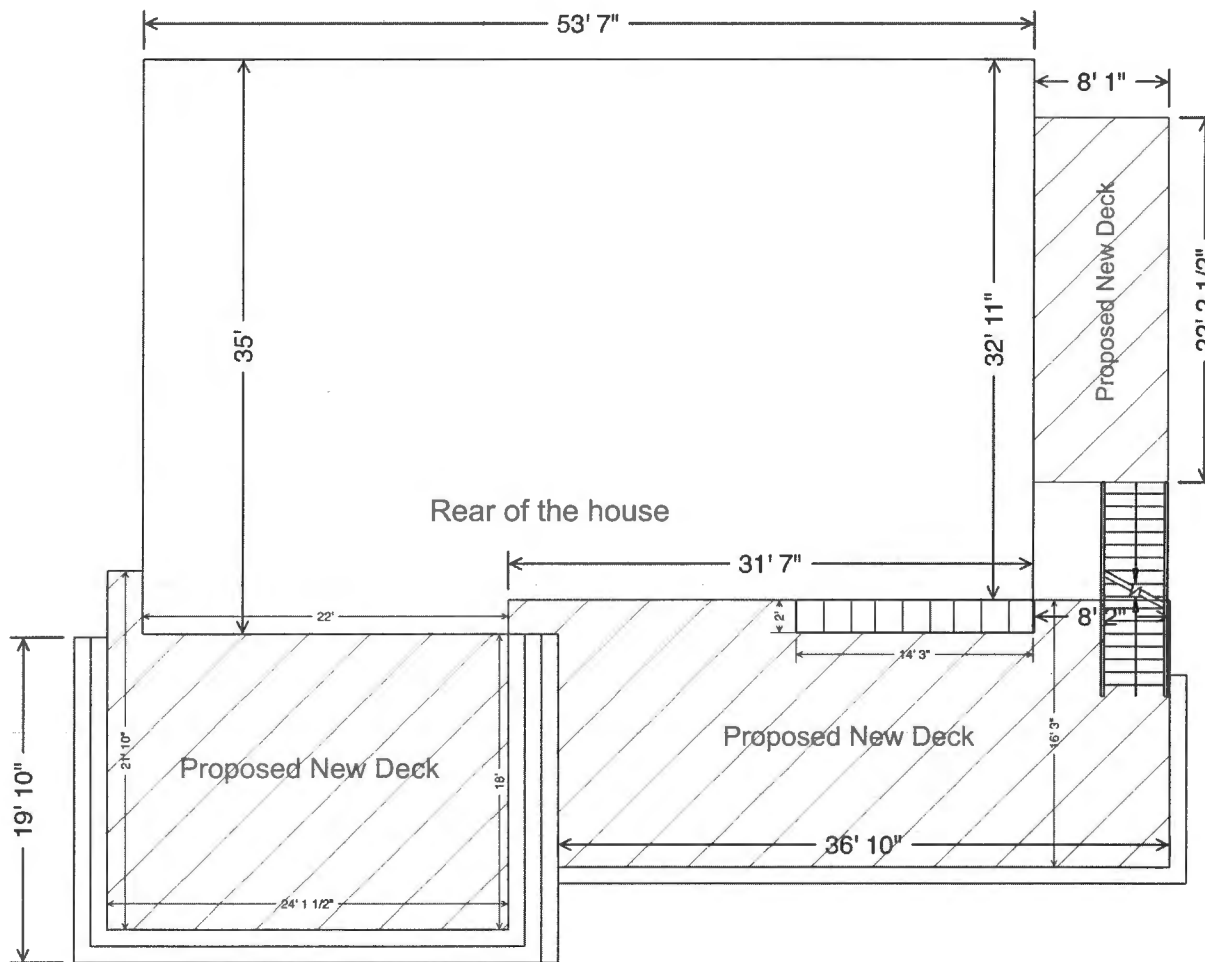 53' 7"
8' 1"
35'
32' 11"
Proposed New Deck
Rear of the house
31' 7"
22'
2'
8' 2"
14' 3"
Proposed New Deck
16' 3"
21' 10"
Proposed New Deck
18'
19' 10"
36' 10"
24' 1 1/2"